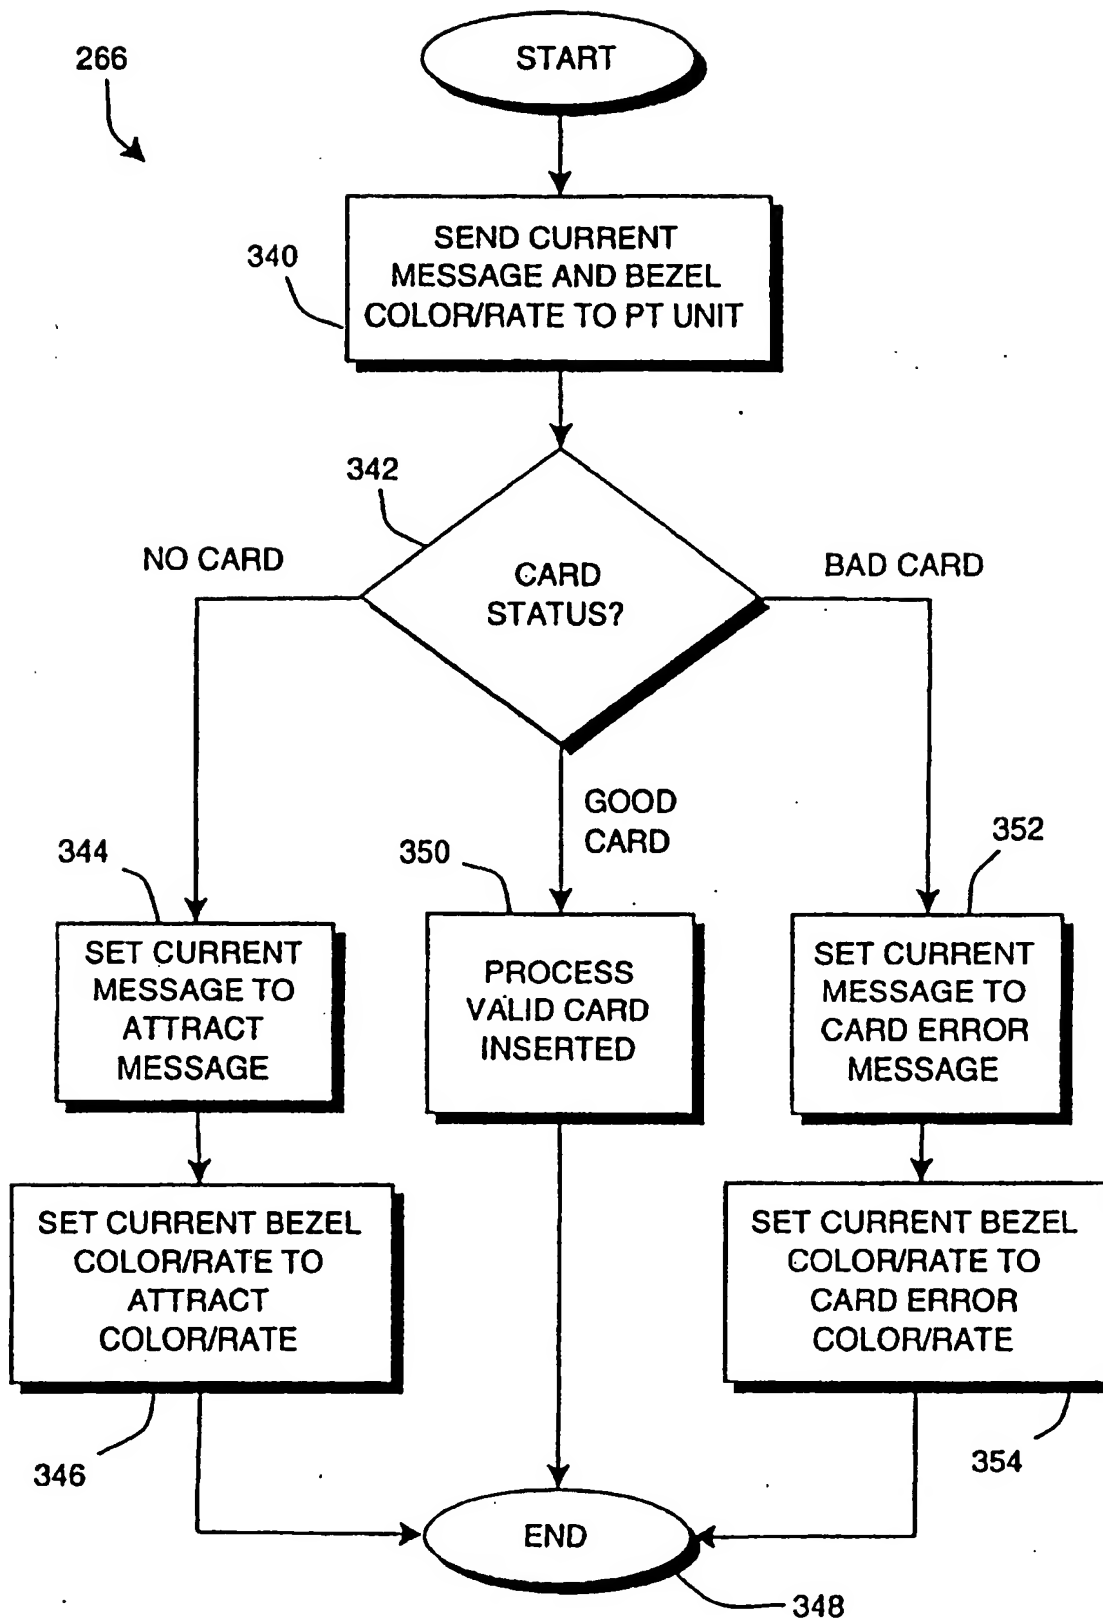 266
START
340
SEND CURRENT
MESSAGE AND BEZEL
COLOR/RATE TO PT UNIT
342
NO CARD
CARD
STATUS?
BAD CARD
GOOD
CARD
344
350
352
SET CURRENT
MESSAGE TO
ATTRACT
MESSAGE
PROCESS
VALID CARD
INSERTED
SET CURRENT
MESSAGE TO
CARD ERROR
MESSAGE
SET CURRENT BEZEL
COLOR/RATE TO
ATTRACT
COLOR/RATE
SET CURRENT BEZEL
COLOR/RATE TO
CARD ERROR
COLOR/RATE
346
354
END
348